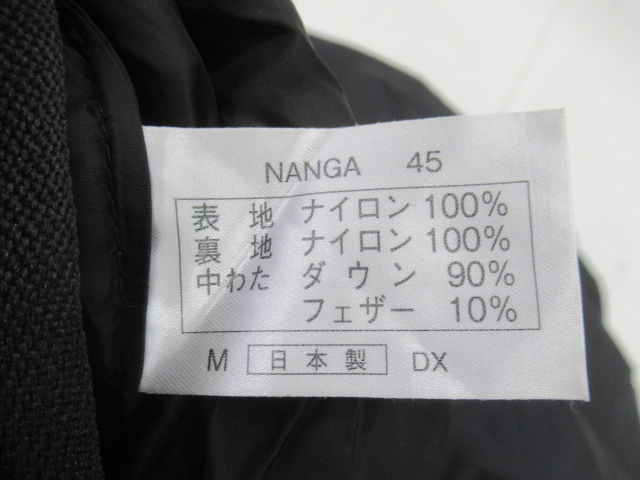 NANGA 45
表地 ナイロン 100%
裏地 ナイロン 100%
中わた ダウン 90%
フェザー 10%
M 日本製 DX